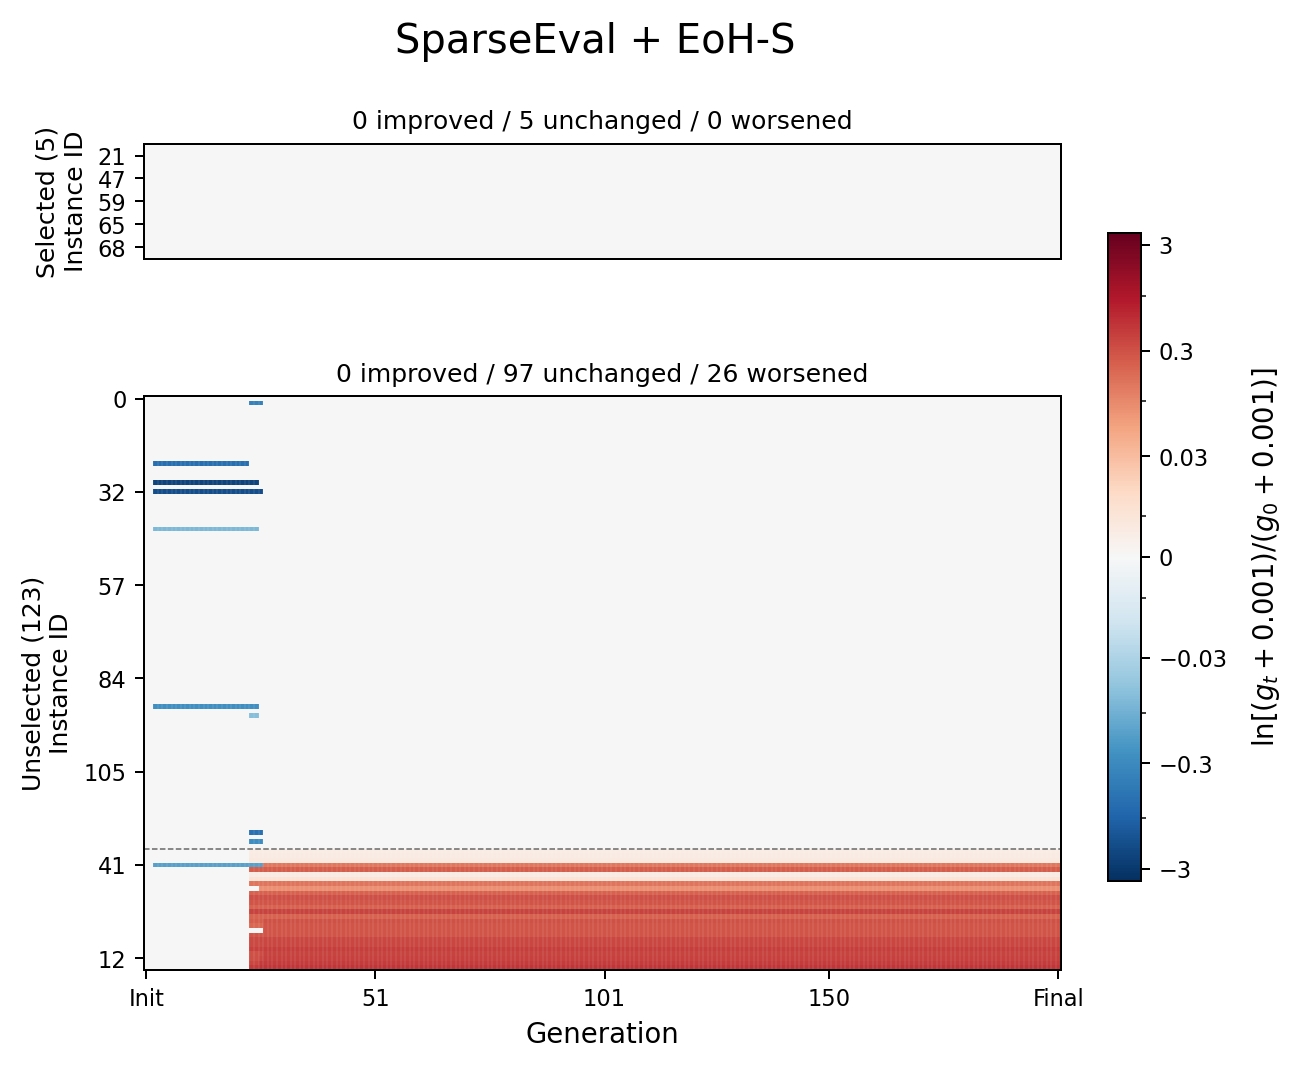 SparseEval + EoH-S
0 improved / 5 unchanged / 0 worsened
Selected (5)
Instance ID
21
47
59
65
68
0 improved / 97 unchanged / 26 worsened
Unselected (123)
Instance ID
0
32
57
84
105
41
12
Init
51
101
150
Final
Generation
3
0.3
0.03
0
−0.03
−0.3
−3
ln[(g_t + 0.001)/(g_0 + 0.001)]